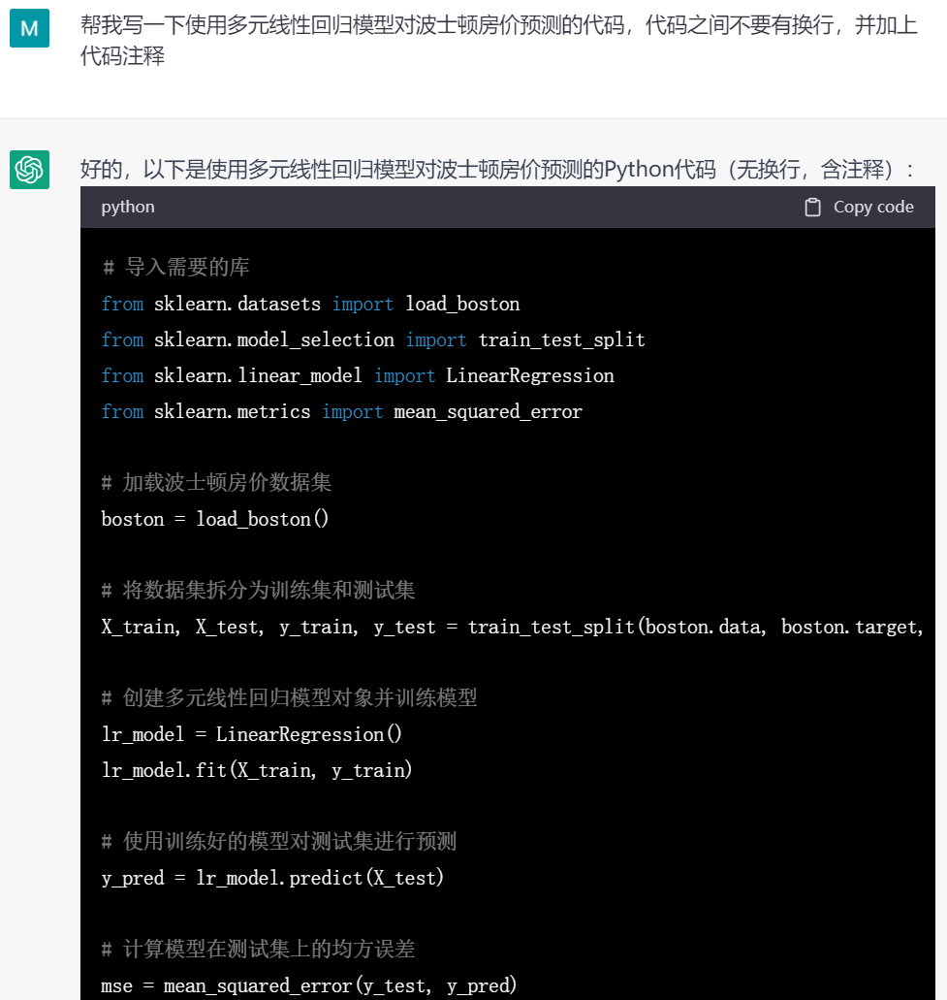 M
帮我写一下使用多元线性回归模型对波士顿房价预测的代码，代码之间不要有换行，并加上
代码注释
好的，以下是使用多元线性回归模型对波士顿房价预测的Python代码（无换行，含注释）：
python
Copy code
# 导入需要的库
from sklearn.datasets import load_boston
from sklearn.model_selection import train_test_split
from sklearn.linear_model import LinearRegression
from sklearn.metrics import mean_squared_error
# 加载波士顿房价数据集
boston = load_boston()
# 将数据集拆分为训练集和测试集
X_train, X_test, y_train, y_test = train_test_split(boston.data, boston.target,
# 创建多元线性回归模型对象并训练模型
lr_model = LinearRegression()
lr_model.fit(X_train, y_train)
# 使用训练好的模型对测试集进行预测
y_pred = lr_model.predict(X_test)
# 计算模型在测试集上的均方误差
mse = mean_squared_error(y_test, y_pred)